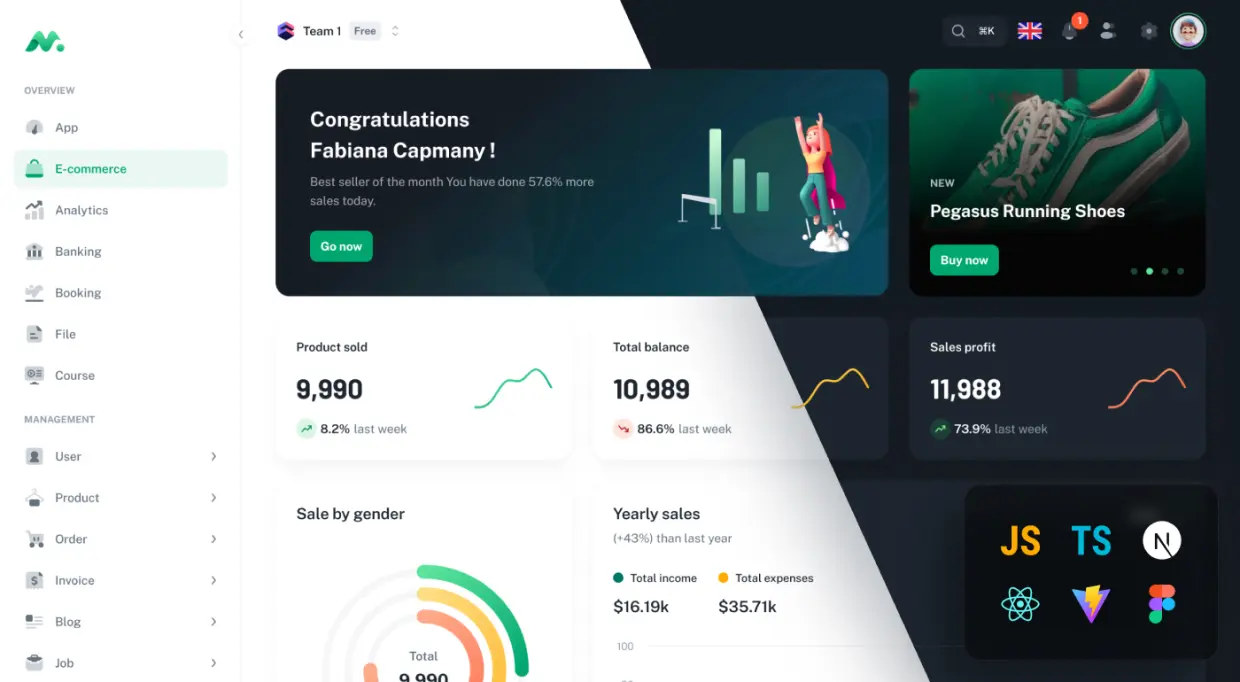 Team 1 Free
⌘K
1
OVERVIEW
App
E-commerce
Analytics
Banking
Booking
File
Course
MANAGEMENT
User
Product
Order
Invoice
Blog
Job
Congratulations
Fabiana Capmany !
Best seller of the month You have done 57.6% more
sales today.
Go now
NEW
Pegasus Running Shoes
Buy now
Product sold
9,990
8.2% last week
Total balance
10,989
86.6% last week
Sales profit
11,988
73.9% last week
Sale by gender
Total
9,990
Yearly sales
(+43%) than last year
Total income
$16.19k
Total expenses
$35.71k
100
JS
TS
N